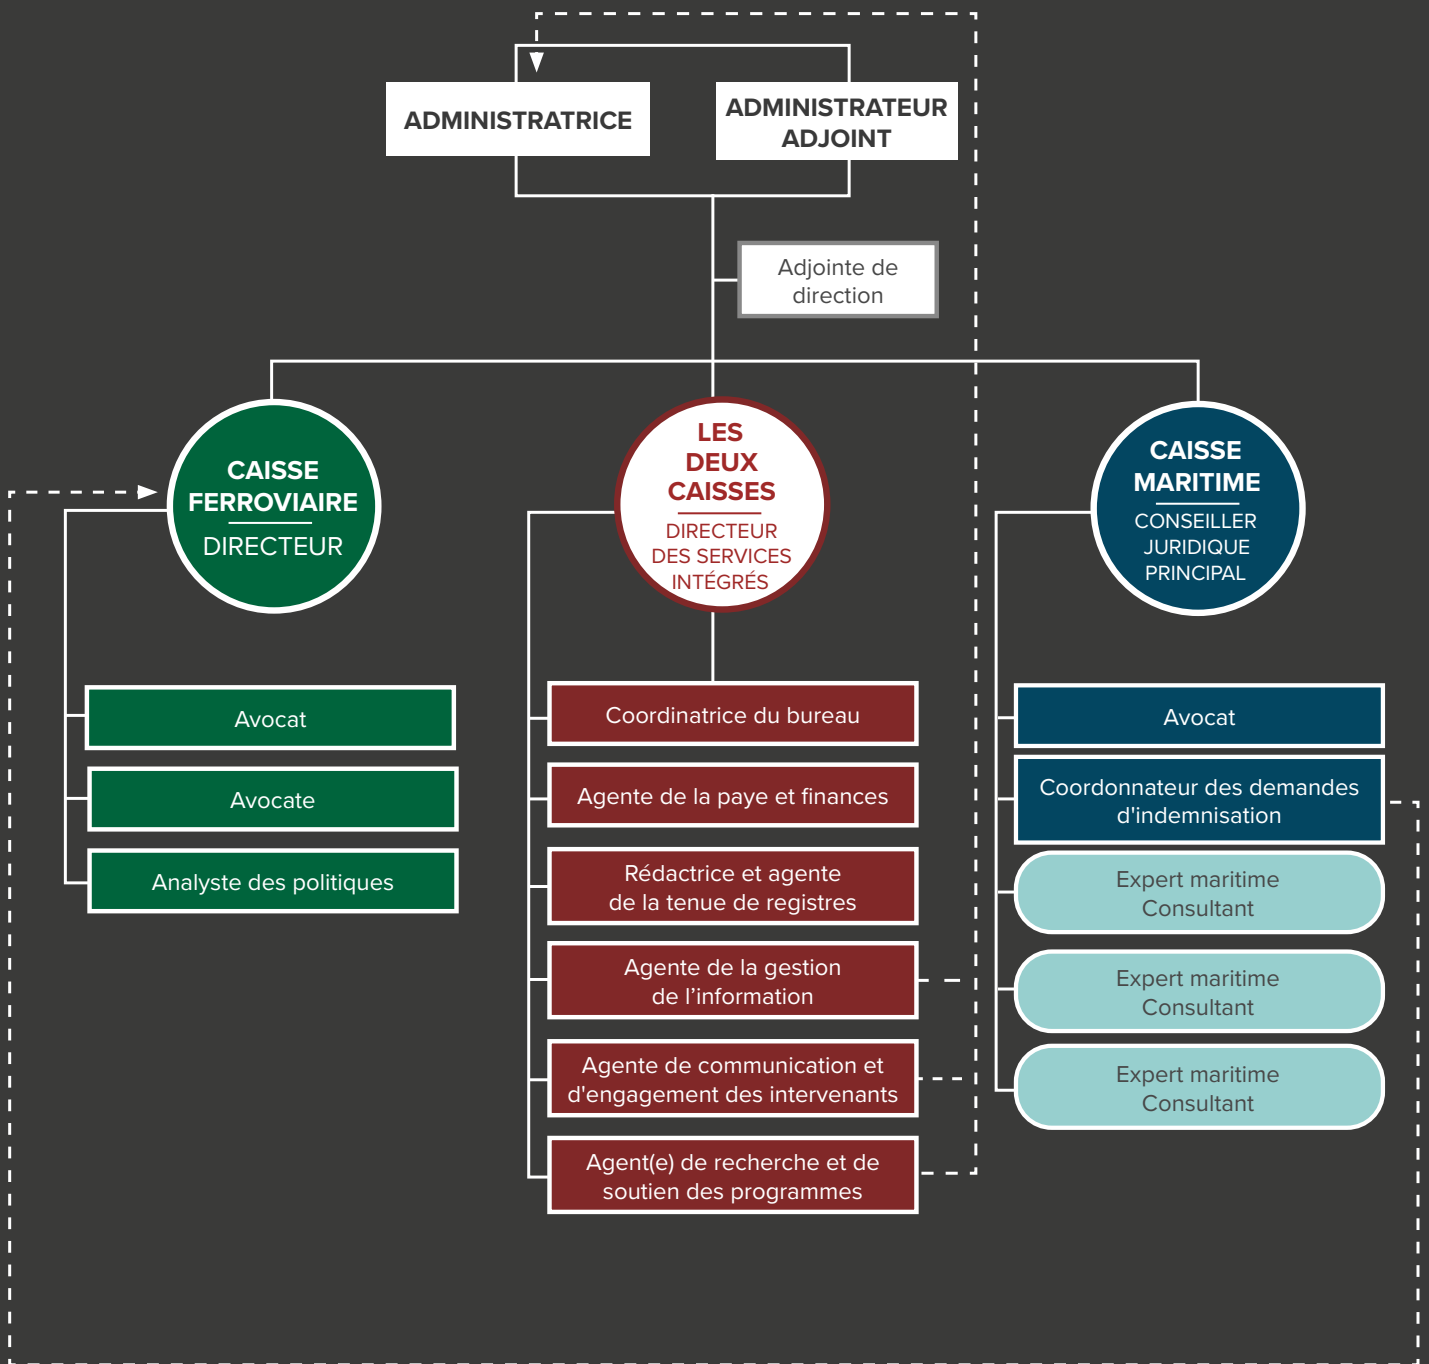 ADMINISTRATRICE
ADMINISTRATEUR
ADJOINT
Adjointe de
direction
CAISSE
FERROVIAIRE
DIRECTEUR
Avocat
Avocate
Analyste des politiques
LES
DEUX
CAISSES
DIRECTEUR
DES SERVICES
INTÉGRÉS
Coordinatrice du bureau
Agente de la paye et finances
Rédactrice et agente
de la tenue de registres
Agente de la gestion
de l’information
Agente de communication et
d'engagement des intervenants
Agent(e) de recherche et de
soutien des programmes
CAISSE
MARITIME
CONSEILLER
JURIDIQUE
PRINCIPAL
Avocat
Coordonnateur des demandes
d'indemnisation
Expert maritime
Consultant
Expert maritime
Consultant
Expert maritime
Consultant